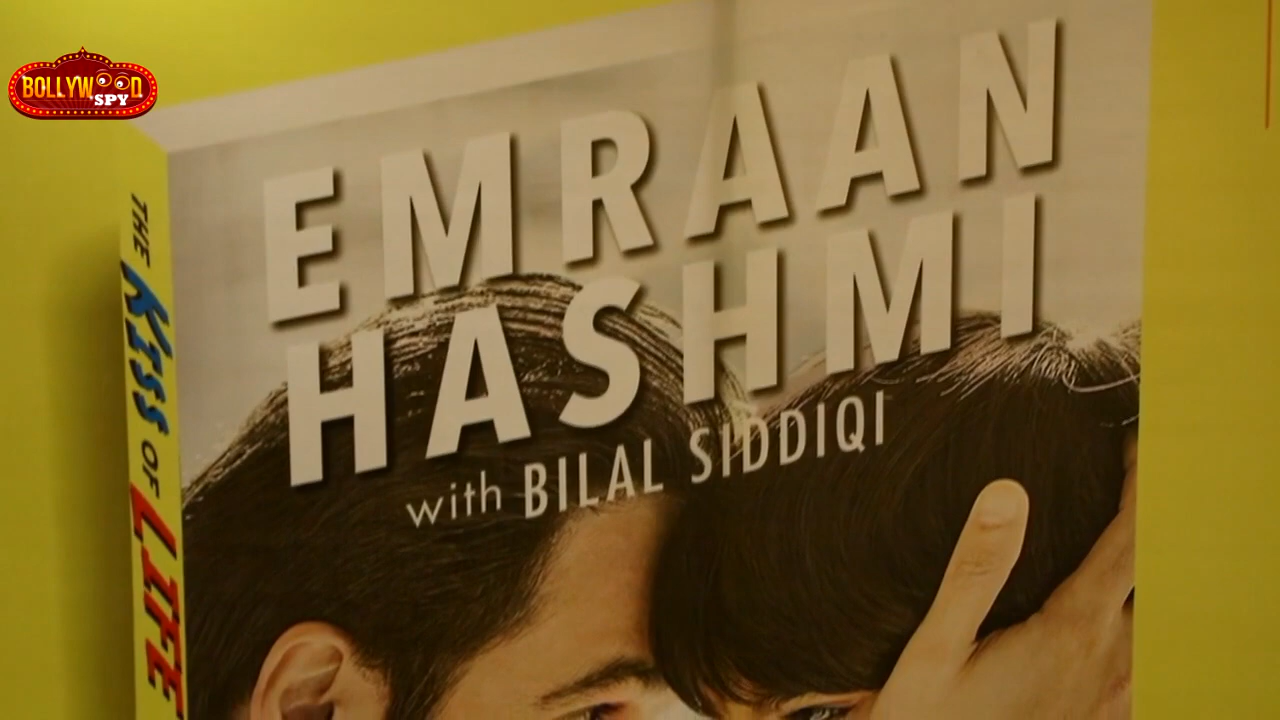 BOLLYWOOD
SPY
EMRAAN
HASHMI
with BILAL SIDDIQI
THE KISS OF LIFE